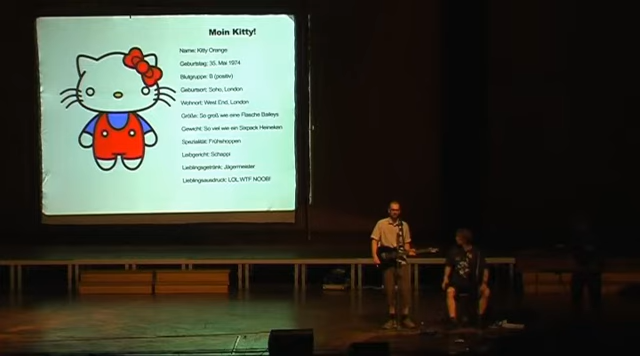 Moin Kitty!
Name: Kitty Orange
Geburtstag: 35. Mai 1974
Blutgruppe: B (positiv)
Geburtsort: Soho, London
Wohnort: West End, London
Größe: So groß wie eine Flasche Baileys
Gewicht: So viel wie ein Sixpack Heineken
Spezialität: Frühshoppen
Liebgericht: Schappi
Lieblingsgetränk: Jägermeister
Lieblingsausdruck: LOL WTF NOOB!